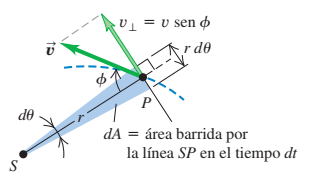 v⊥ = v sen ϕ
v⃗
r dθ
ϕ
P
dθ
r
dA = área barrida por
la línea SP en el tiempo dt
S